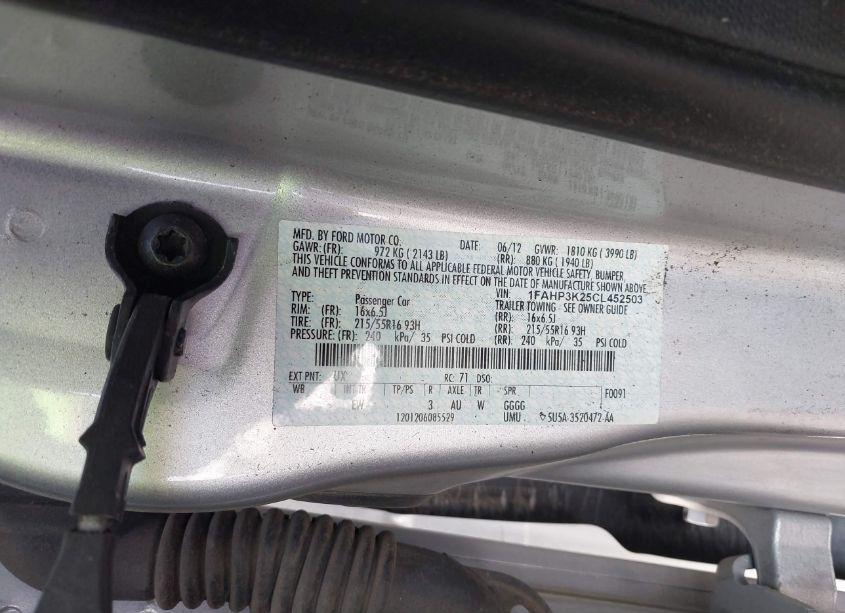 MFD. BY FORD MOTOR CO. DATE: 06/12 GVWR: 1810 KG ( 3990 LB)
GAWR: (FR): 972 KG ( 2143 LB) (RR): 880 KG ( 1940 LB)
THIS VEHICLE CONFORMS TO ALL APPLICABLE FEDERAL MOTOR VEHICLE SAFETY, BUMPER,
AND THEFT PREVENTION STANDARDS IN EFFECT ON THE DATE OF MANUFACTURE SHOWN ABOVE.
VIN: 1FAHP3K25CL452503
TYPE: Passenger Car TRAILER TOWING - SEE OWNER GUIDE
RIM: (FR): 16x6.5J (RR): 16x6.5J
TIRE: (FR): 215/55R16 93H (RR): 215/55R16 93H
PRESSURE: (FR): 240 kPa/ 35 PSI COLD (RR): 240 kPa/ 35 PSI COLD
EXT PNT: UX RC: 71 DSO:
WB INT TR TP/PS R AXLE TR SPR F0091
EW 3 AU W GGGG
1201206085529 UMU 5U5A-3520472-AA